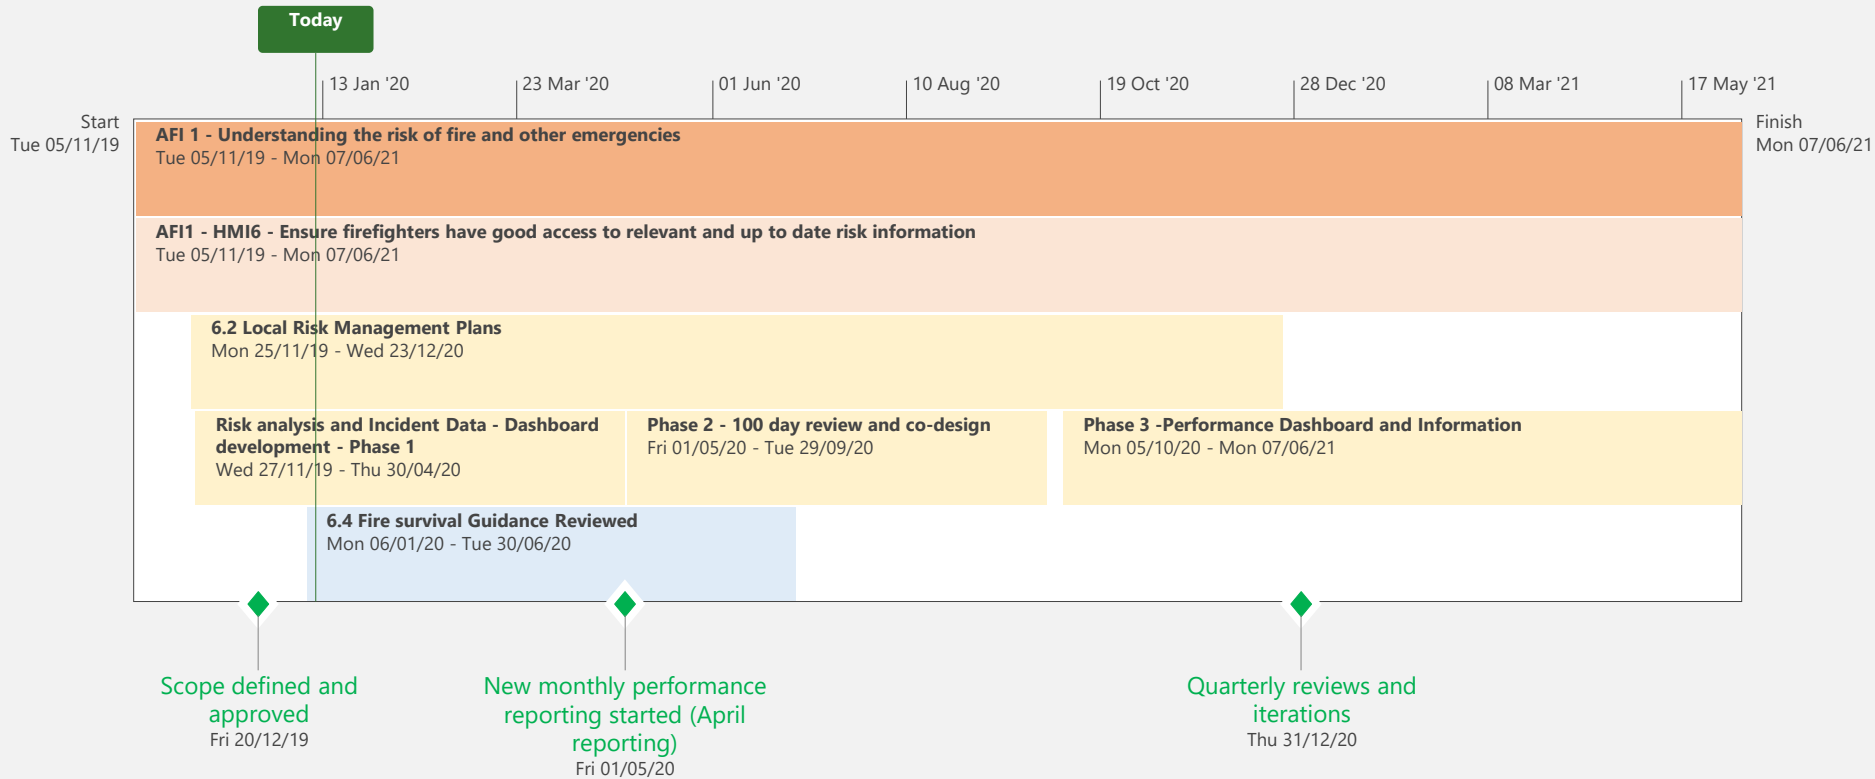 Today
13 Jan '20
23 Mar '20
01 Jun '20
10 Aug '20
19 Oct '20
28 Dec '20
08 Mar '21
17 May '21
Start
Tue 05/11/19
Finish
Mon 07/06/21
AFI 1 - Understanding the risk of fire and other emergencies
Tue 05/11/19 - Mon 07/06/21
AFI1 - HMI6 - Ensure firefighters have good access to relevant and up to date risk information
Tue 05/11/19 - Mon 07/06/21
6.2 Local Risk Management Plans
Mon 25/11/19 - Wed 23/12/20
Risk analysis and Incident Data - Dashboard
development - Phase 1
Wed 27/11/19 - Thu 30/04/20
Phase 2 - 100 day review and co-design
Fri 01/05/20 - Tue 29/09/20
Phase 3 -Performance Dashboard and Information
Mon 05/10/20 - Mon 07/06/21
6.4 Fire survival Guidance Reviewed
Mon 06/01/20 - Tue 30/06/20
Scope defined and
approved
Fri 20/12/19
New monthly performance
reporting started (April
reporting)
Fri 01/05/20
Quarterly reviews and
iterations
Thu 31/12/20